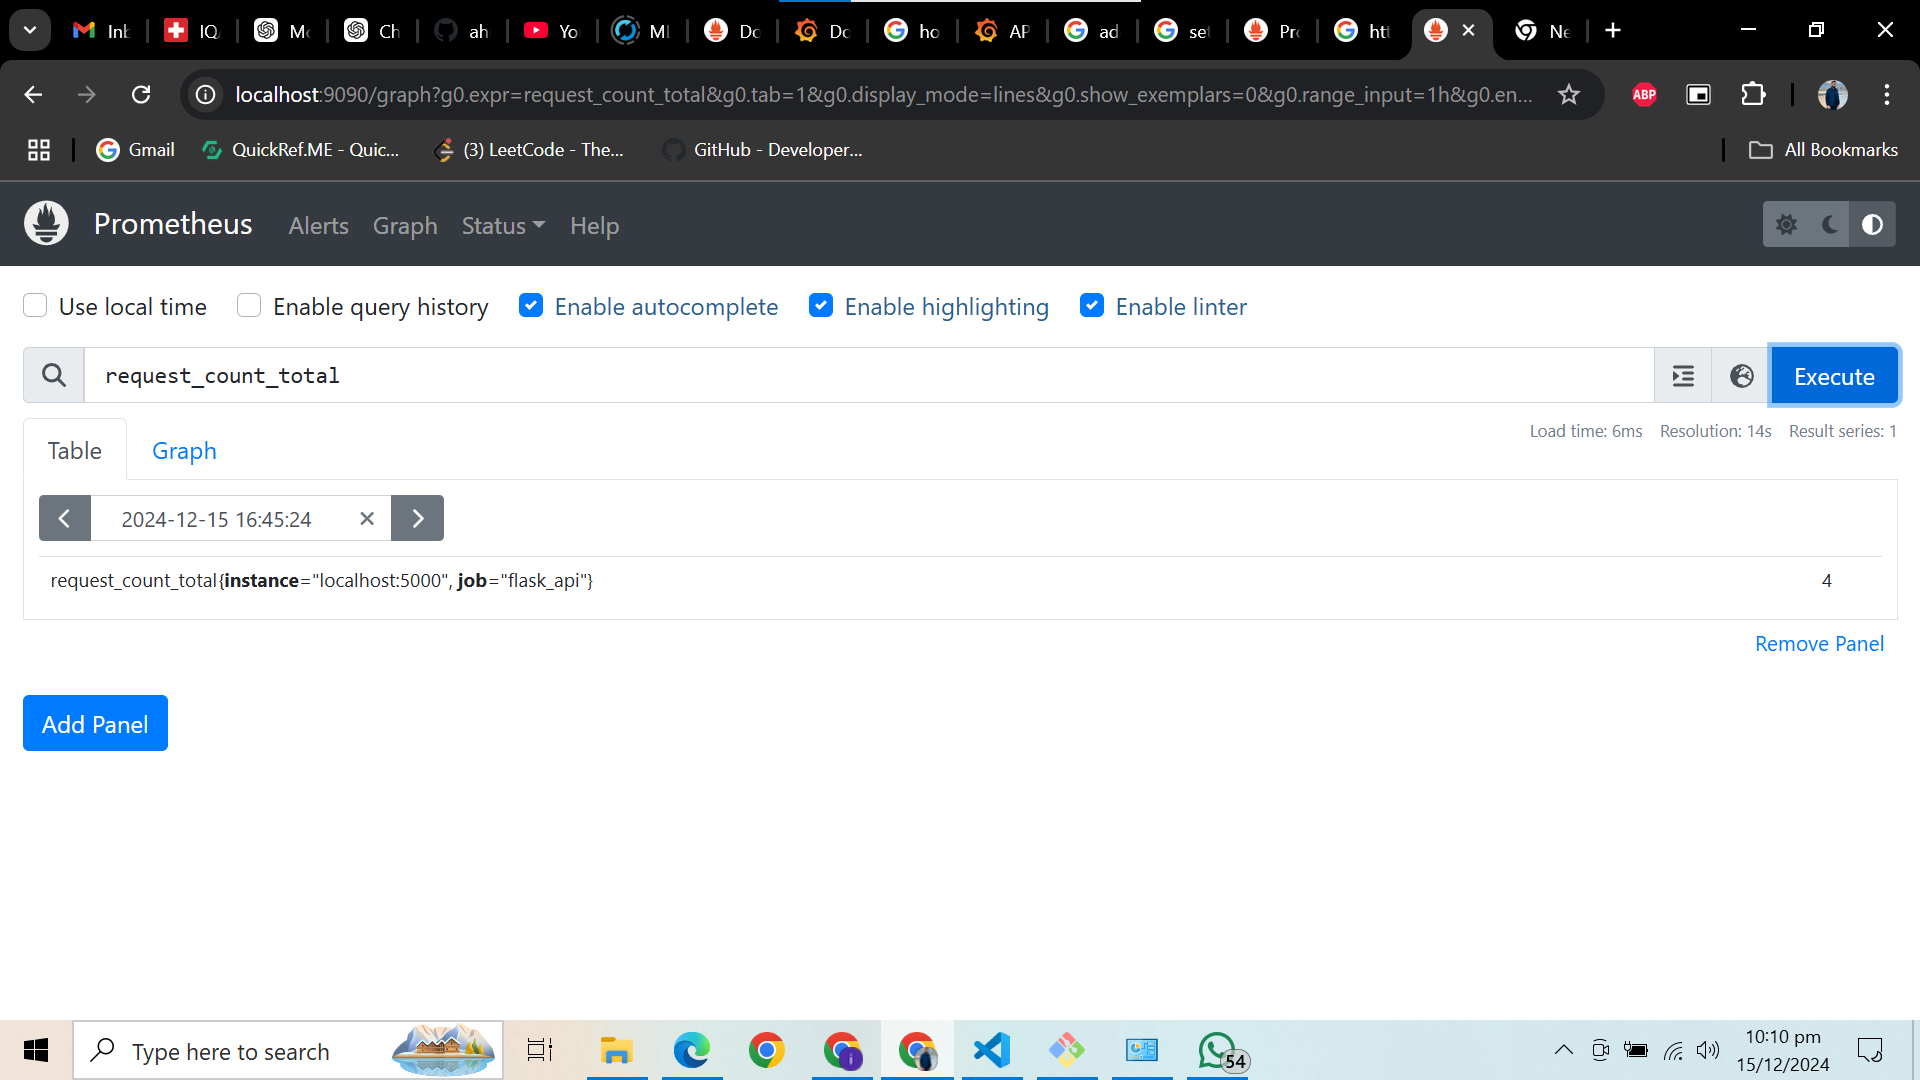 Inb
IQ
Mo
Ch
ah
Yo
Do
Do
ho
AP
ad
set
Pro
htt
Ne
localhost:9090/graph?g0.expr=request_count_total&g0.tab=1&g0.display_mode=lines&g0.show_exemplars=0&g0.range_input=1h&g0.en...
ABP
Gmail
QuickRef.ME - Quic...
(3) LeetCode - The...
GitHub - Developer...
All Bookmarks
Prometheus
Alerts
Graph
Status
Help
Use local time
Enable query history
Enable autocomplete
Enable highlighting
Enable linter
request_count_total
Execute
Table
Graph
Load time: 6ms Resolution: 14s Result series: 1
2024-12-15 16:45:24
request_count_total{instance="localhost:5000", job="flask_api"} 4
Remove Panel
Add Panel
Type here to search
54
10:10 pm
15/12/2024